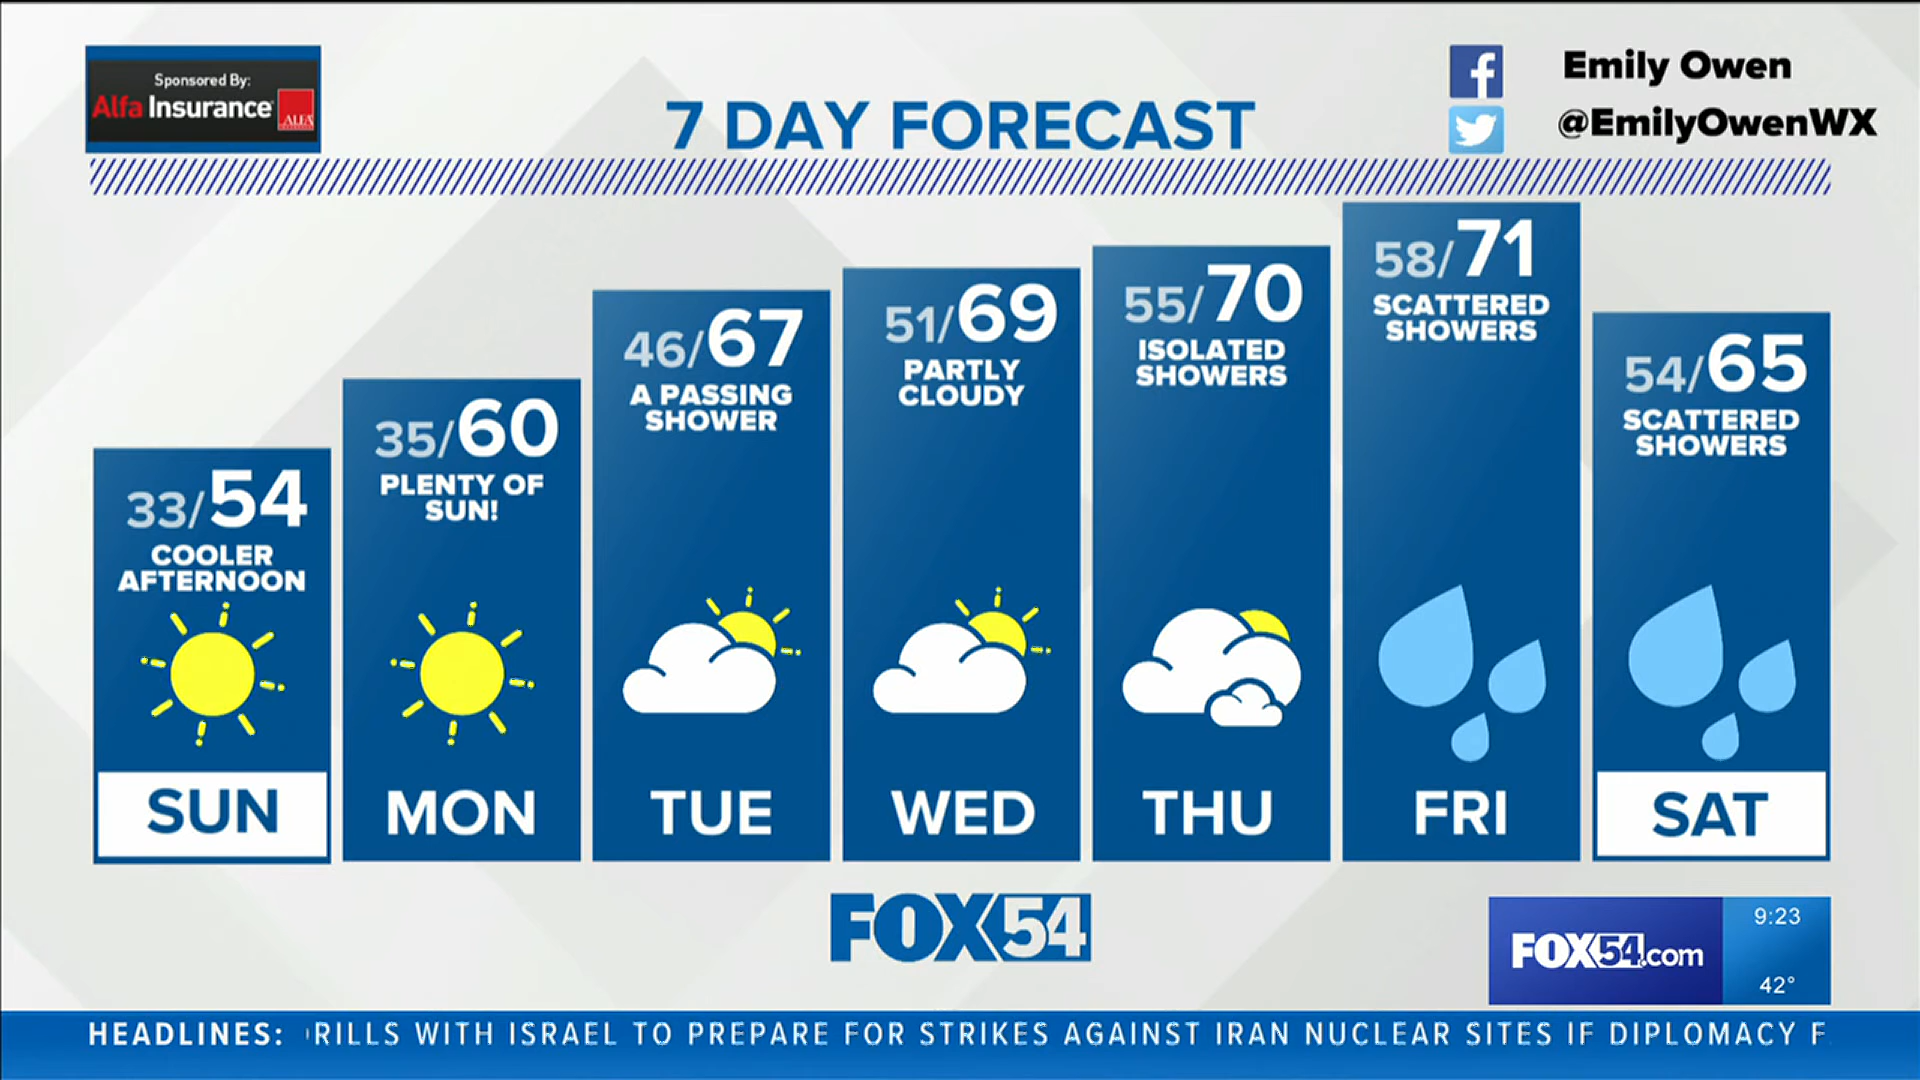 Sponsored By:
Alfa Insurance
ALFA
7 DAY FORECAST
Emily Owen
@EmilyOwenWX
33/54
COOLER
AFTERNOON
SUN
35/60
PLENTY OF
SUN!
MON
46/67
A PASSING
SHOWER
TUE
51/69
PARTLY
CLOUDY
WED
55/70
ISOLATED
SHOWERS
THU
58/71
SCATTERED
SHOWERS
FRI
54/65
SCATTERED
SHOWERS
SAT
FOX54
FOX54.com
9:23
42°
HEADLINES: RILLS WITH ISRAEL TO PREPARE FOR STRIKES AGAINST IRAN NUCLEAR SITES IF DIPLOMACY F